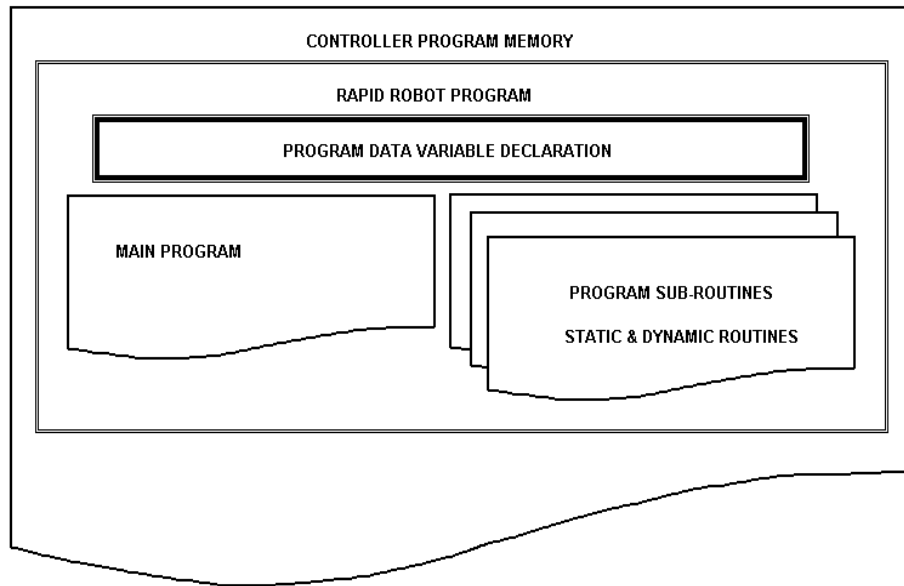 CONTROLLER PROGRAM MEMORY
RAPID ROBOT PROGRAM
PROGRAM DATA VARIABLE DECLARATION
MAIN PROGRAM
PROGRAM SUB-ROUTINES
STATIC & DYNAMIC ROUTINES